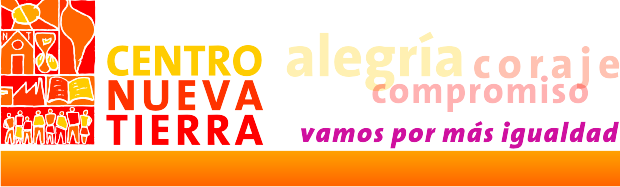 N T
CENTRO
NUEVA
TIERRA
alegría coraje
compromiso
vamos por más igualdad